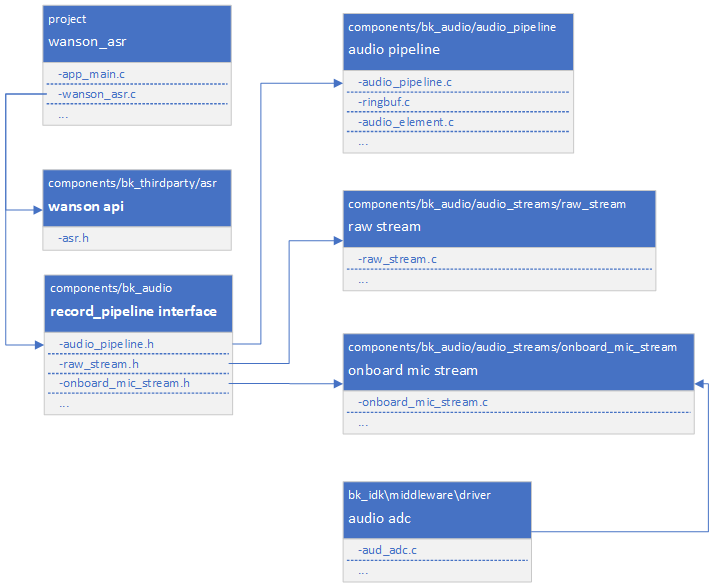 project
wanson_asr
-app_main.c
-wanson_asr.c
...
components/bk_thirdparty/asr
wanson api
-asr.h
components/bk_audio
record_pipeline interface
-audio_pipeline.h
-raw_stream.h
-onboard_mic_stream.h
...
components/bk_audio/audio_pipeline
audio pipeline
-audio_pipeline.c
-ringbuf.c
-audio_element.c
...
components/bk_audio/audio_streams/raw_stream
raw stream
-raw_stream.c
...
components/bk_audio/audio_streams/onboard_mic_stream
onboard mic stream
-onboard_mic_stream.c
...
bk_idk\middleware\driver
audio adc
-aud_adc.c
...